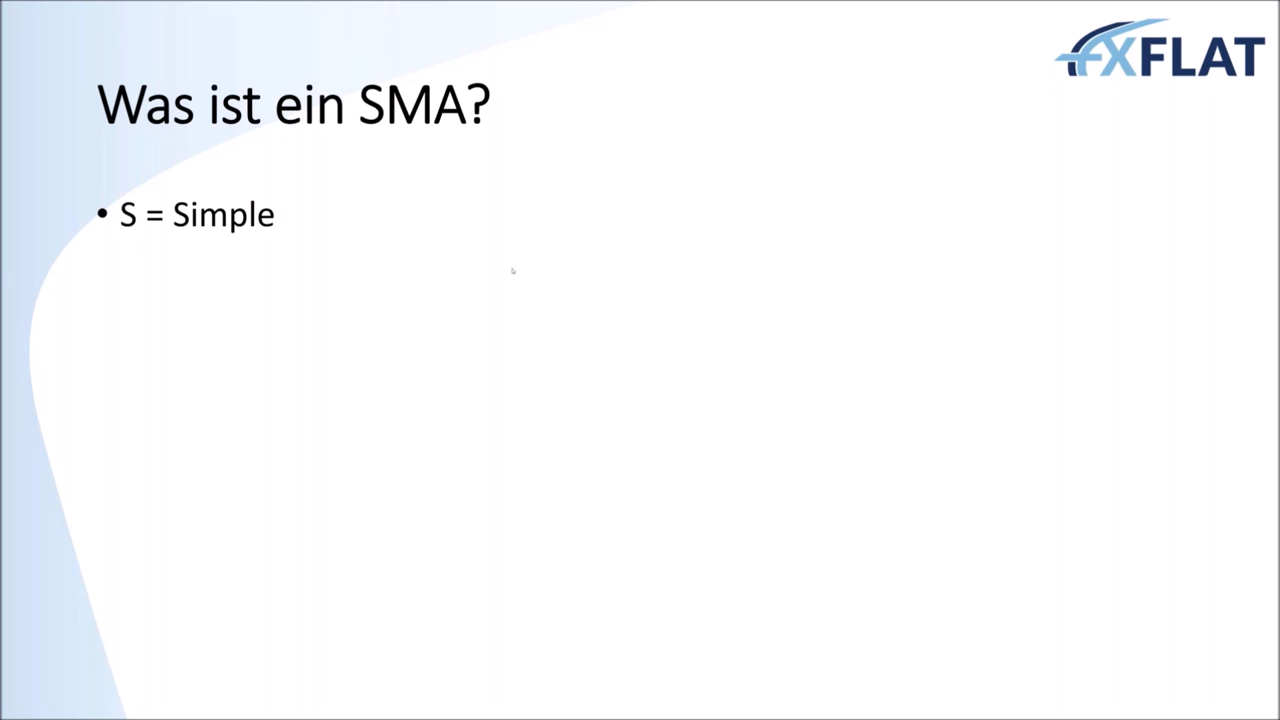 FXFLAT
Was ist ein SMA?
• S = Simple